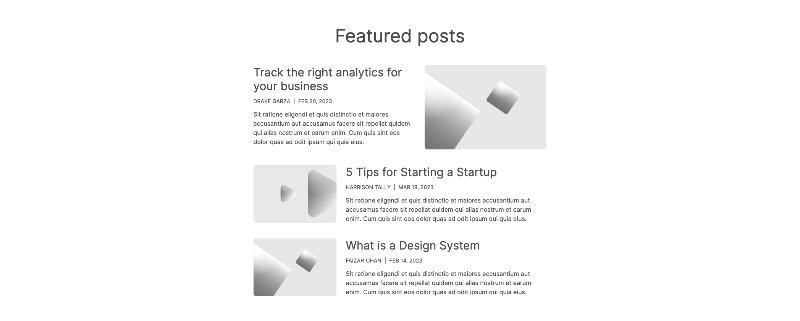 Featured posts
Track the right analytics for
your business
DRAKE GARZA | FEB 20, 2023
Sit ratione eligendi et quis distinctio et maiores
accusantium aut accusamus facere sit repellat quidem
qui alias nostrum et earum enim. Cum quis sint eos
dolor quas ad odit ipsum qui quia eius.
5 Tips for Starting a Startup
HARRISON TALLY | MAR 18, 2023
Sit ratione eligendi et quis distinctio et maiores accusantium aut
accusamus facere sit repellat quidem qui alias nostrum et earum
enim. Cum quis sint eos dolor quas ad odit ipsum qui quia eius.
What is a Design System
FAIZAH CHAN | FEB 14, 2023
Sit ratione eligendi et quis distinctio et maiores accusantium aut
accusamus facere sit repellat quidem qui alias nostrum et earum
enim. Cum quis sint eos dolor quas ad odit ipsum qui quia eius.